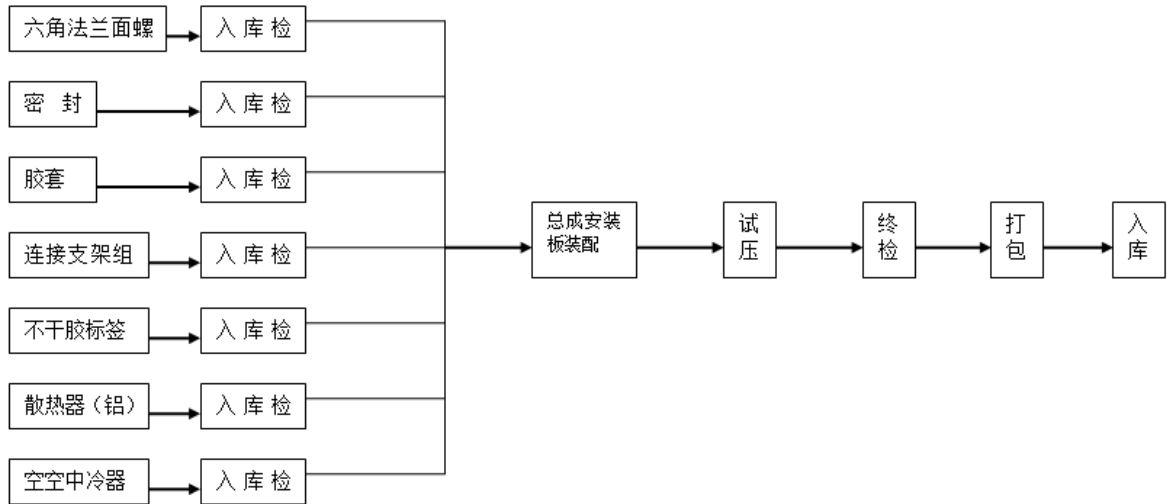 六角法兰面螺
入 库 检
密 封
入 库 检
胶套
入 库 检
连接支架组
入 库 检
不干胶标签
入 库 检
散热器（铝）
入 库 检
空空中冷器
入 库 检
总成安装
板装配
试
压
终
检
打
包
入
库